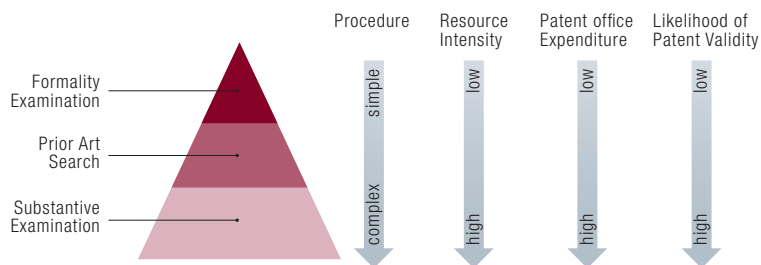 Procedure
Resource
Intensity
Patent office
Expenditure
Likelihood of
Patent Validity
Formality
Examination
Prior Art
Search
Substantive
Examination
simple
complex
low
high
low
high
low
high